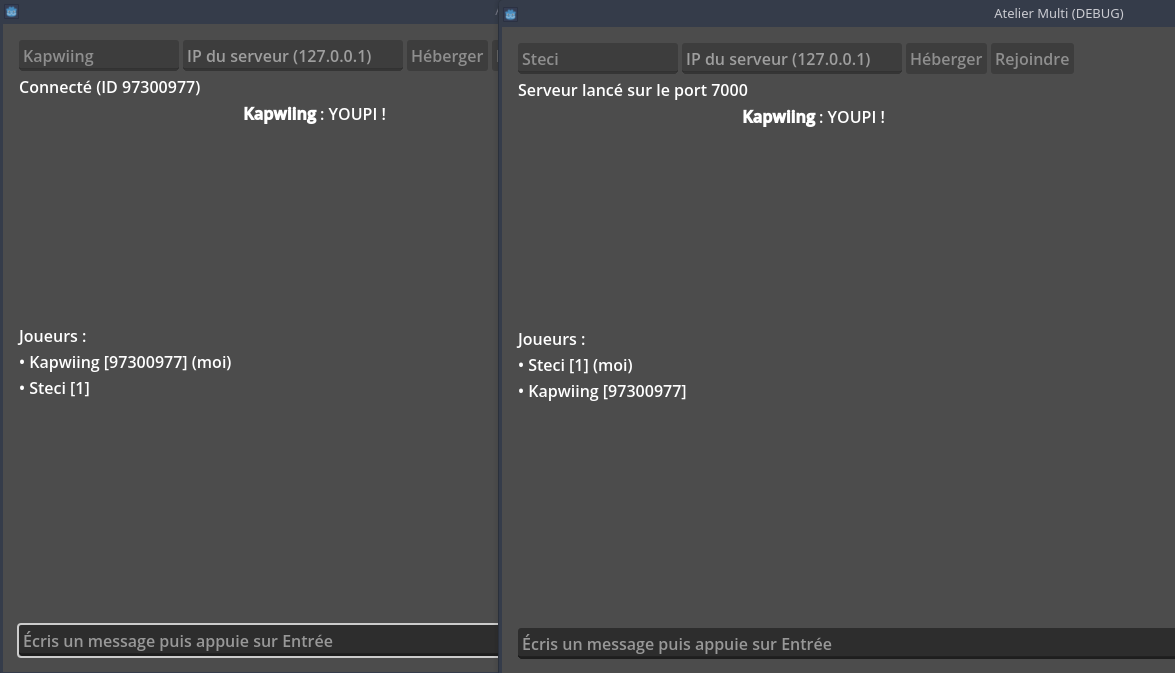 Atelier Multi (DEBUG)
Kapwiing IP du serveur (127.0.0.1) Héberger
Connecté (ID 97300977)
Kapwiing : YOUPI !
Joueurs :
• Kapwiing [97300977] (moi)
• Steci [1]
Écris un message puis appuie sur Entrée
Steci IP du serveur (127.0.0.1) Héberger Rejoindre
Serveur lancé sur le port 7000
Kapwiing : YOUPI !
Joueurs :
• Steci [1] (moi)
• Kapwiing [97300977]
Écris un message puis appuie sur Entrée